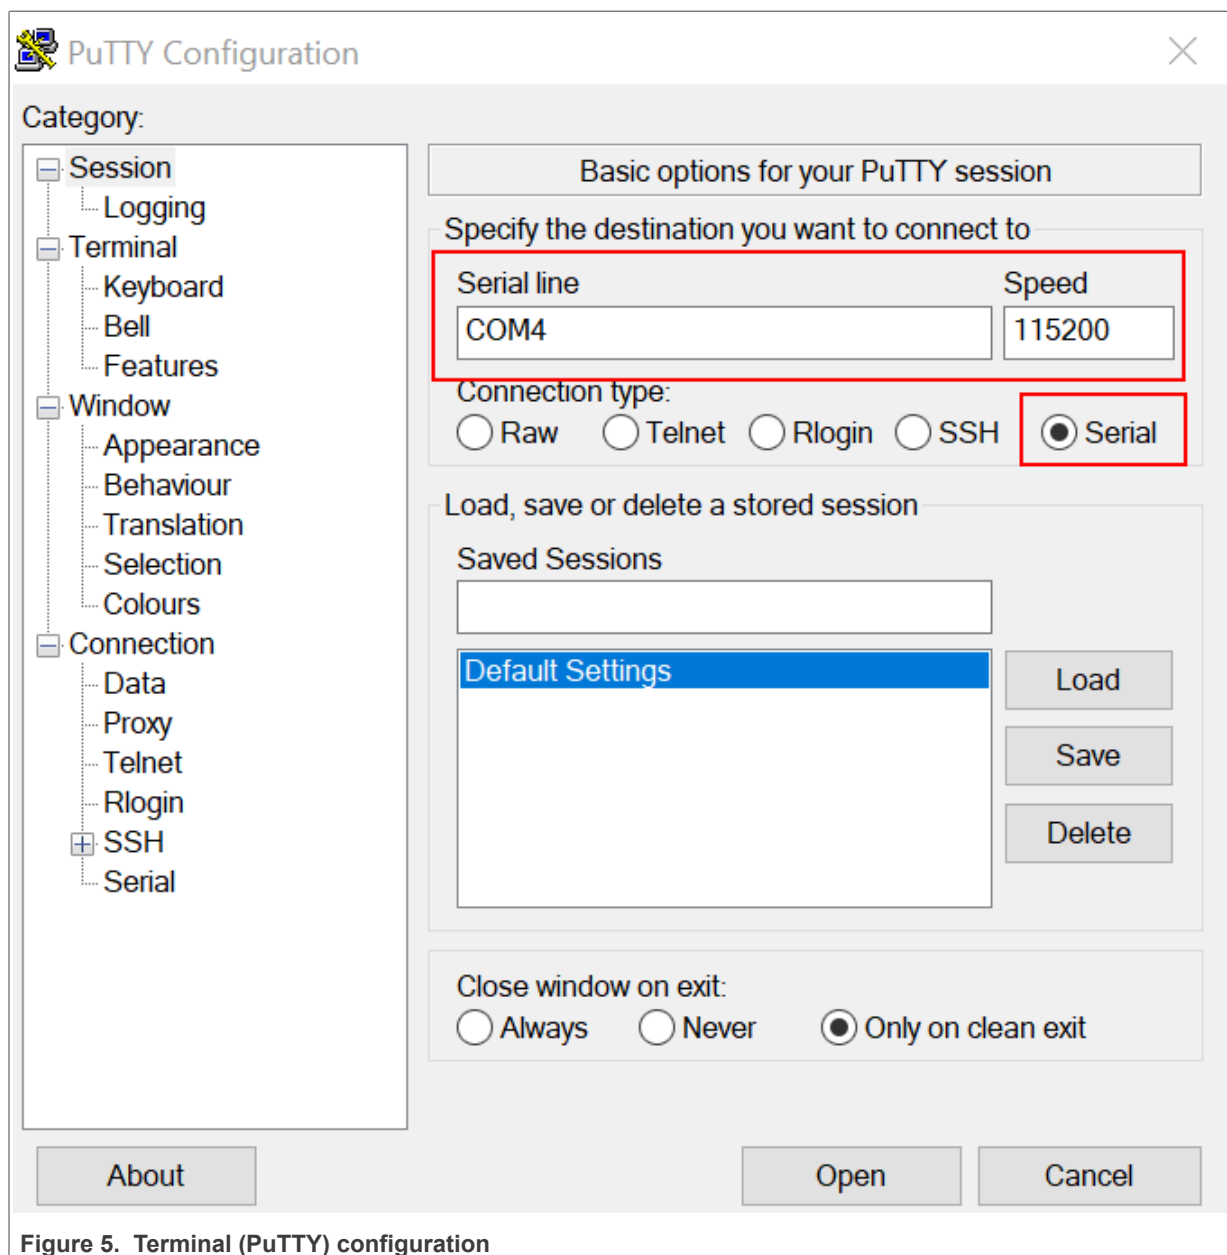 PuTTY Configuration
Category:
Session
Logging
Terminal
Keyboard
Bell
Features
Window
Appearance
Behaviour
Translation
Selection
Colours
Connection
Data
Proxy
Telnet
Rlogin
SSH
Serial
Basic options for your PuTTY session
Specify the destination you want to connect to
Serial line Speed
COM4 115200
Connection type:
Raw Telnet Rlogin SSH Serial
Load, save or delete a stored session
Saved Sessions
Default Settings
Load
Save
Delete
Close window on exit:
Always Never Only on clean exit
About Open Cancel
Figure 5. Terminal (PuTTY) configuration